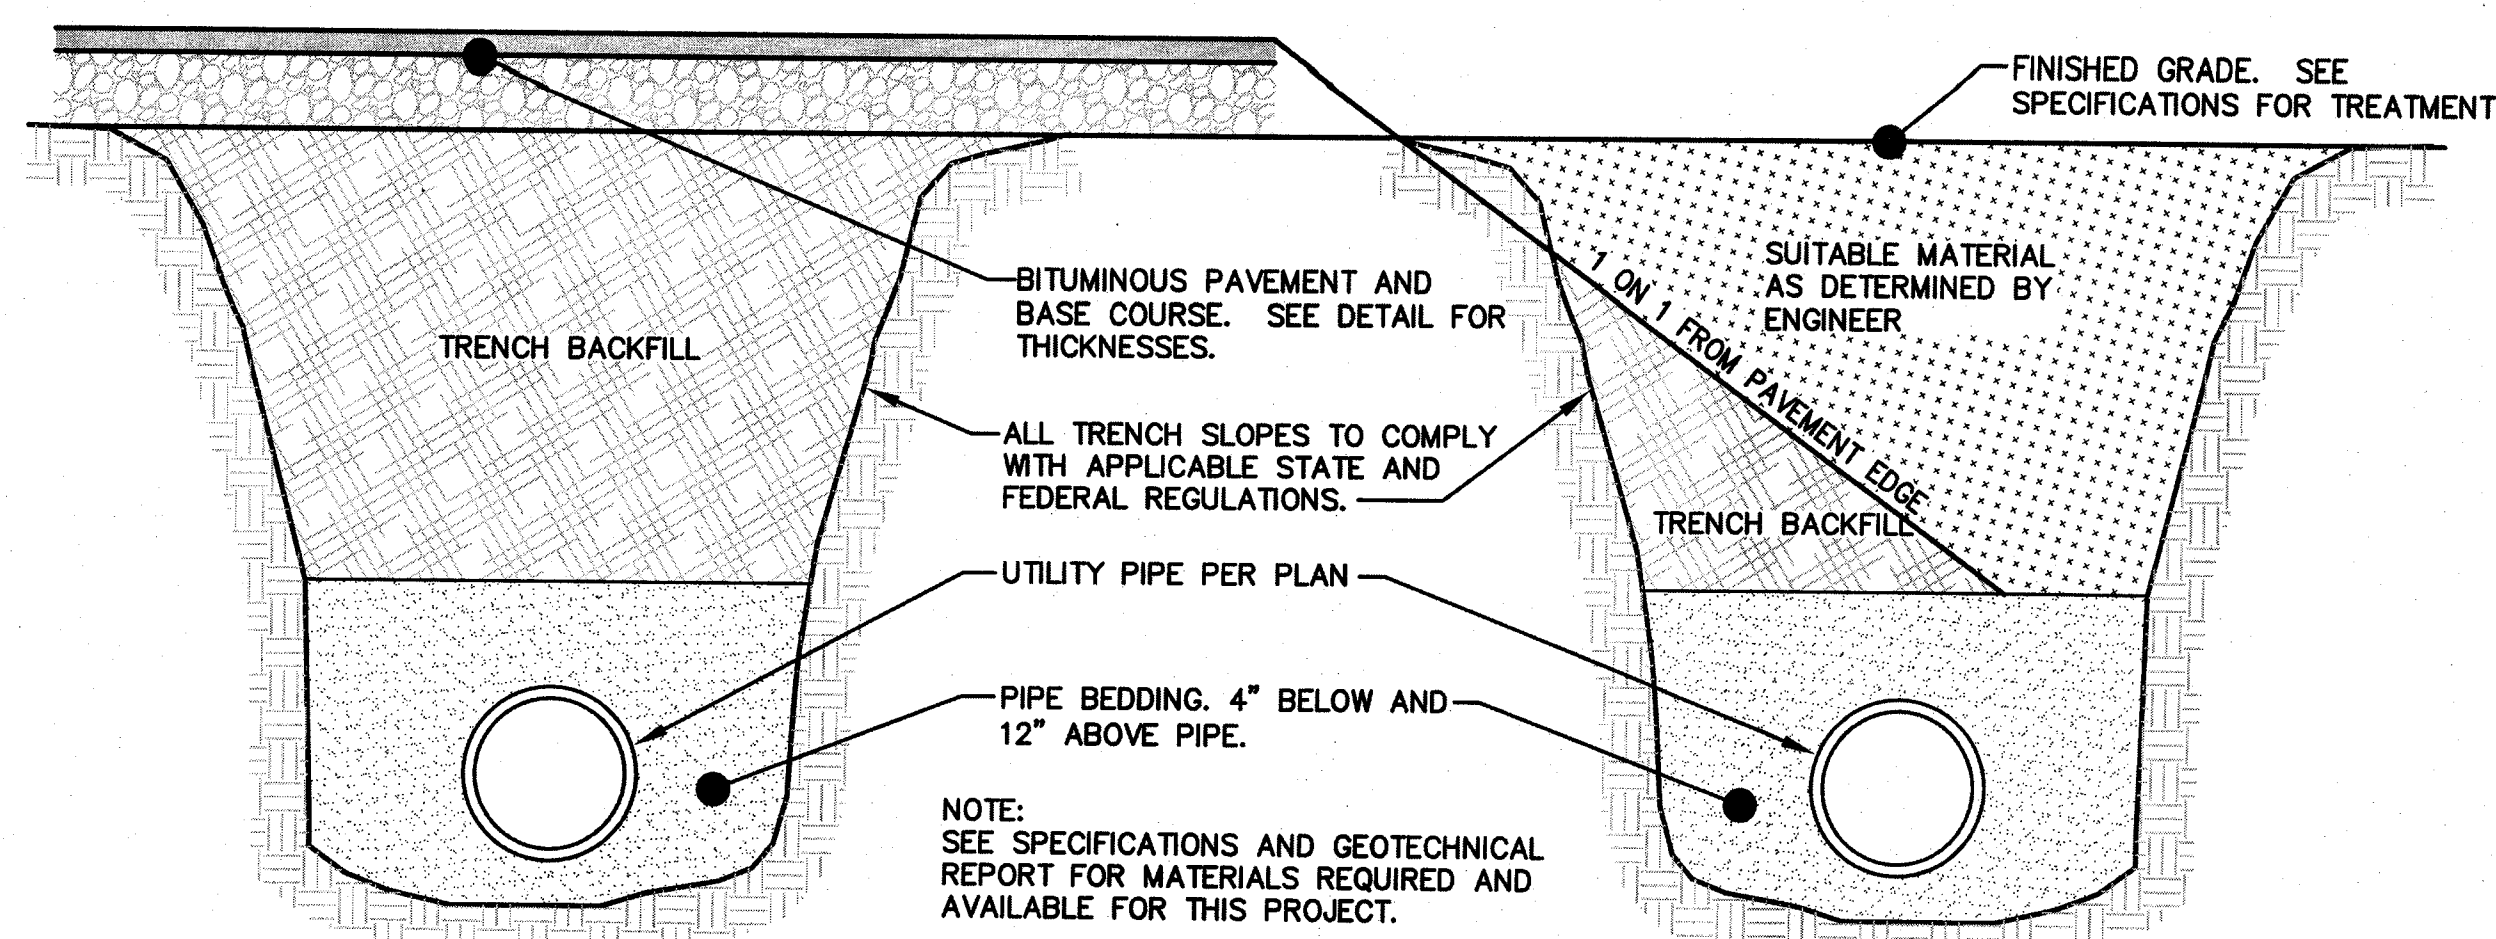 FINISHED GRADE. SEE
SPECIFICATIONS FOR TREATMENT
SUITABLE MATERIAL
AS DETERMINED BY
ENGINEER
1 ON 1 FROM PAVEMENT EDGE
BITUMINOUS PAVEMENT AND
BASE COURSE. SEE DETAIL FOR
THICKNESSES.
TRENCH BACKFILL
ALL TRENCH SLOPES TO COMPLY
WITH APPLICABLE STATE AND
FEDERAL REGULATIONS.
TRENCH BACKFILL
UTILITY PIPE PER PLAN
PIPE BEDDING. 4" BELOW AND
12" ABOVE PIPE.
NOTE:
SEE SPECIFICATIONS AND GEOTECHNICAL
REPORT FOR MATERIALS REQUIRED AND
AVAILABLE FOR THIS PROJECT.